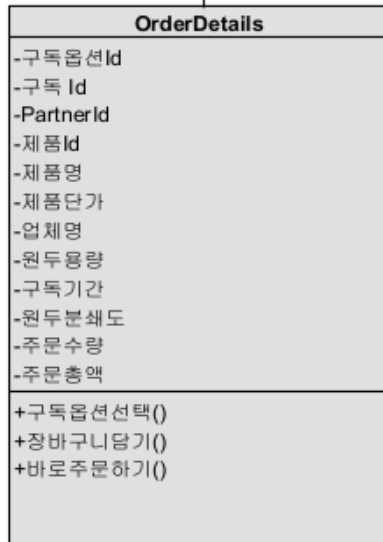 OrderDetails
-구독옵션Id
-구독 Id
-PartnerId
-제품Id
-제품명
-제품단가
-업체명
-원두용량
-구독기간
-원두분쇄도
-주문수량
-주문총액
+구독옵션선택()
+장바구니담기()
+바로주문하기()